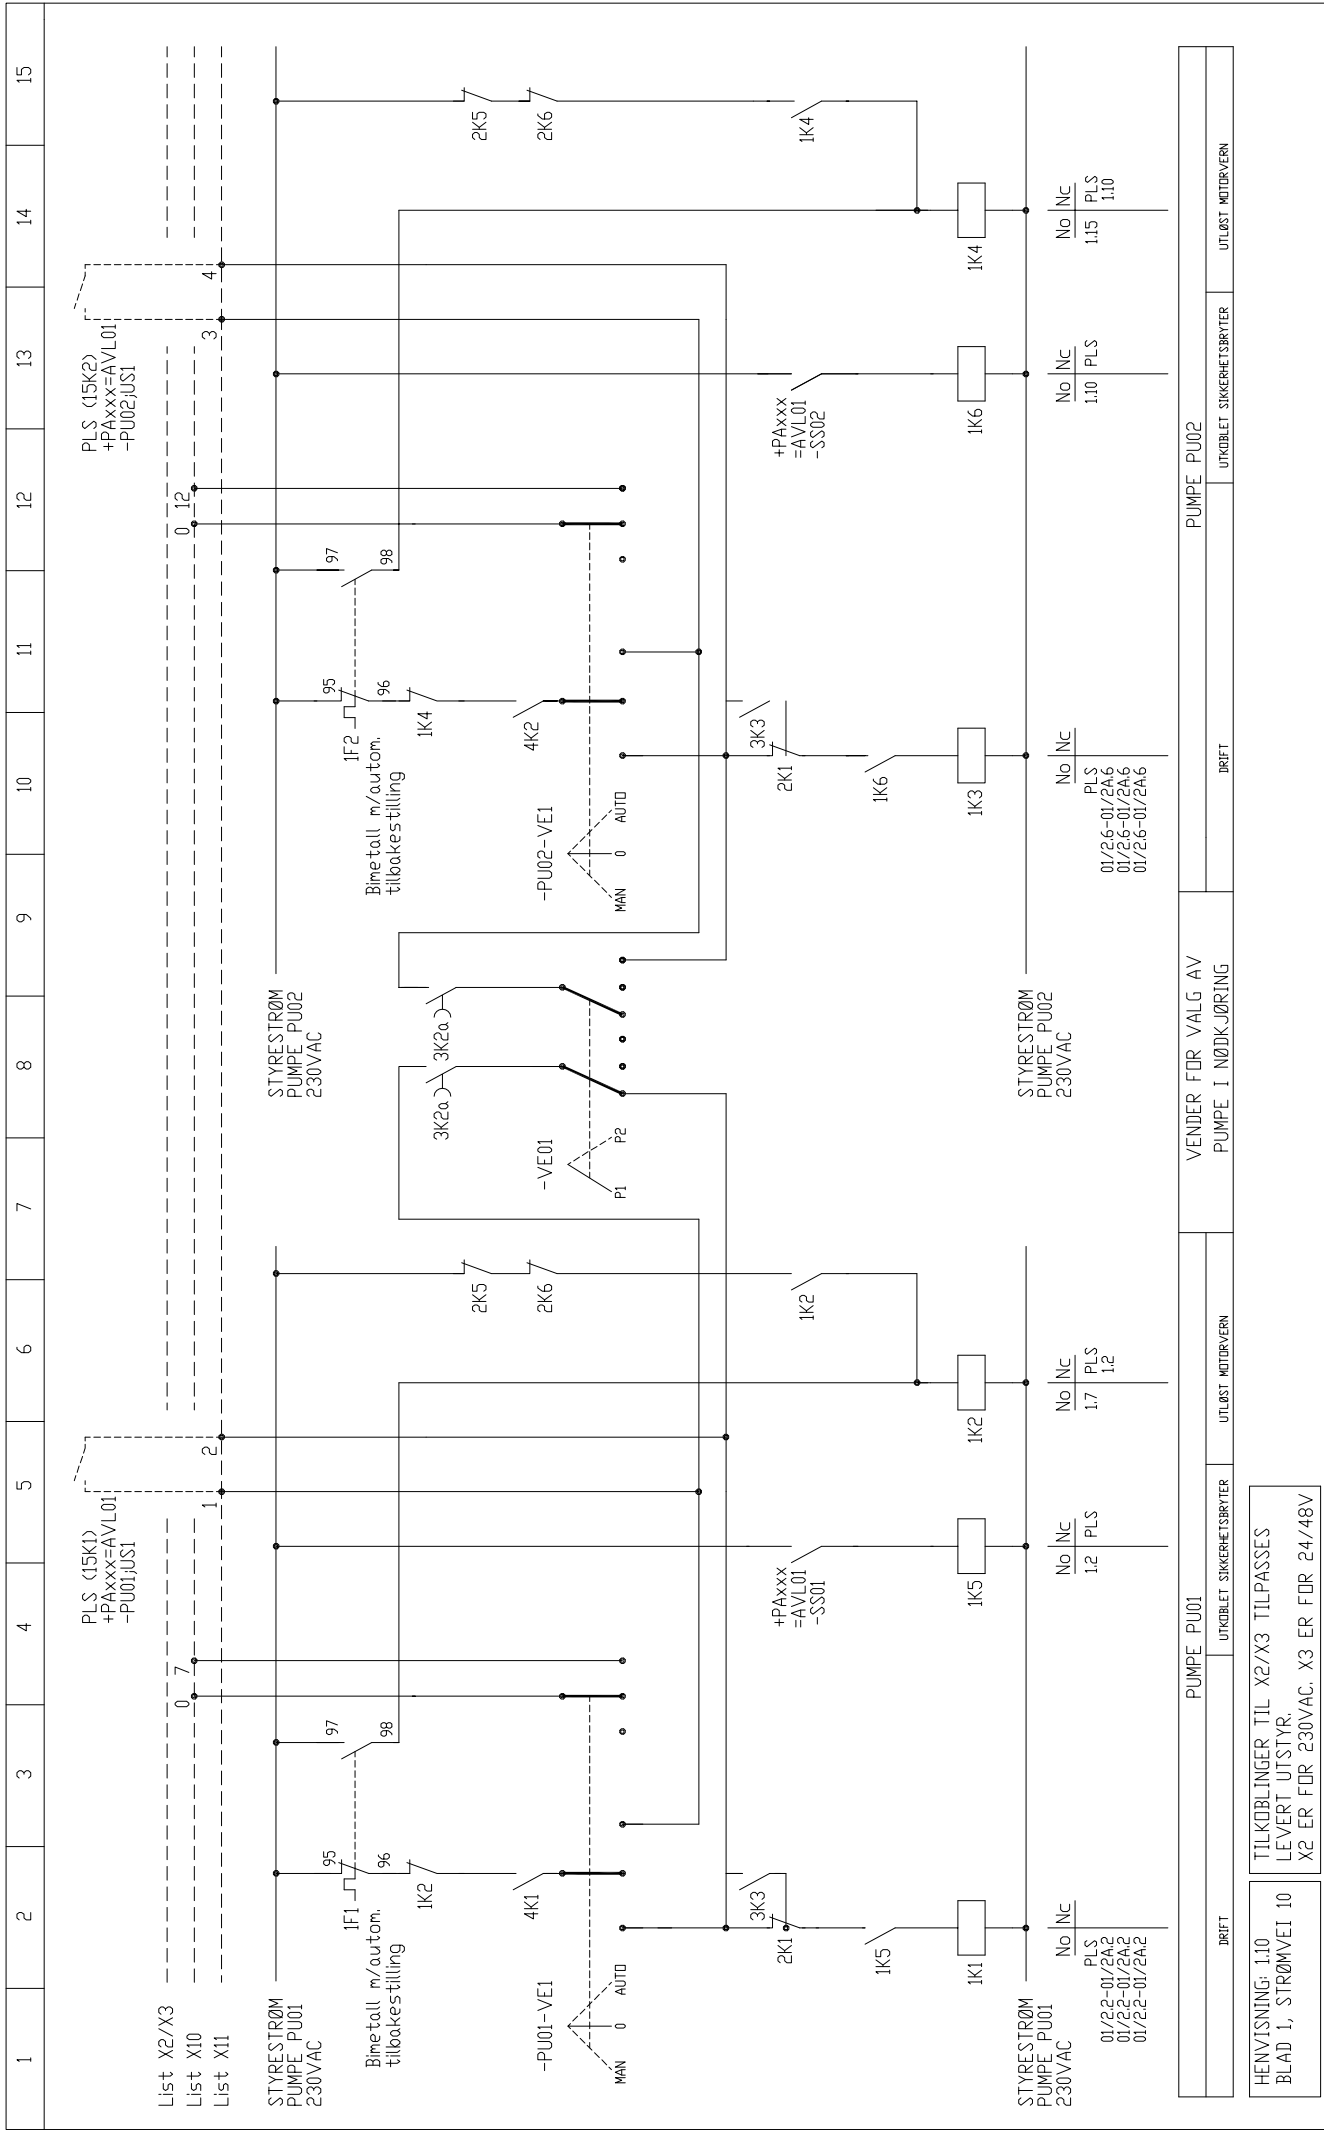 1 2 3 4 5 6 7 8 9 10 11 12 13 14 15
PLS (15K1)
+PAxxx=AVL01
-PU01;US1
PLS (15K2)
+PAxxx=AVL01
-PU02;US1
List X2/X3
List X10
List X11
0 7
1 2
0 12
3 4
STYRESTRØM
PUMPE PU01
230VAC
STYRESTRØM
PUMPE PU02
230VAC
95
96
97
98
1F1
Bimetall m/autom.
tilbakestilling
1K2
4K1
-PU01-VE1
MAN 0 AUTO
3K3
2K1
1K5
1K1
+PAxxx
=AVL01
-SS01
1K5
2K5
2K6
1K2
1K2
3K2a
3K2a
-VE01
P1 P2
95
96
97
98
1F2
Bimetall m/autom.
tilbakestilling
1K4
4K2
-PU02-VE1
MAN 0 AUTO
3K3
2K1
1K6
1K3
+PAxxx
=AVL01
-SS02
1K6
2K5
2K6
1K4
1K4
STYRESTRØM
PUMPE PU01
230VAC
STYRESTRØM
PUMPE PU02
230VAC
No Nc
PLS
01/2.2-01/2A.2
01/2.2-01/2A.2
01/2.2-01/2A.2
No Nc
1.2 PLS
No Nc
1.7 PLS
1.2
No Nc
PLS
01/2.6-01/2A.6
01/2.6-01/2A.6
01/2.6-01/2A.6
No Nc
1.10 PLS
No Nc
1.15 PLS
1.10
PUMPE PU01
DRIFT
UTKOBLET SIKKERHETSBRYTER
UTLØST MOTORVERN
VENDER FOR VALG AV
PUMPE I NØDKJØRING
PUMPE PU02
DRIFT
UTKOBLET SIKKERHETSBRYTER
UTLØST MOTORVERN
HENVISNING: 1.10
BLAD 1, STRØMVEI 10
TILKOBLINGER TIL X2/X3 TILPASSES
LEVERT UTSTYR.
X2 ER FOR 230VAC, X3 ER FOR 24/48V